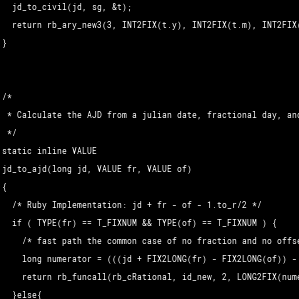 jd_to_civil(jd, sg, &t);
return rb_ary_new3(3, INT2FIX(t.y), INT2FIX(t.m), INT2FIX
}
/*
* Calculate the AJD from a julian date, fractional day, an
*/
static inline VALUE
jd_to_ajd(long jd, VALUE fr, VALUE of)
{
/* Ruby Implementation: jd + fr - of - 1.to_r/2 */
if ( TYPE(fr) == T_FIXNUM && TYPE(of) == T_FIXNUM ) {
/* fast path the common case of no fraction and no offse
long numerator = (((jd + FIX2LONG(fr) - FIX2LONG(of)) -
return rb_funcall(rb_cRational, id_new, 2, LONG2FIX(nume
}else{